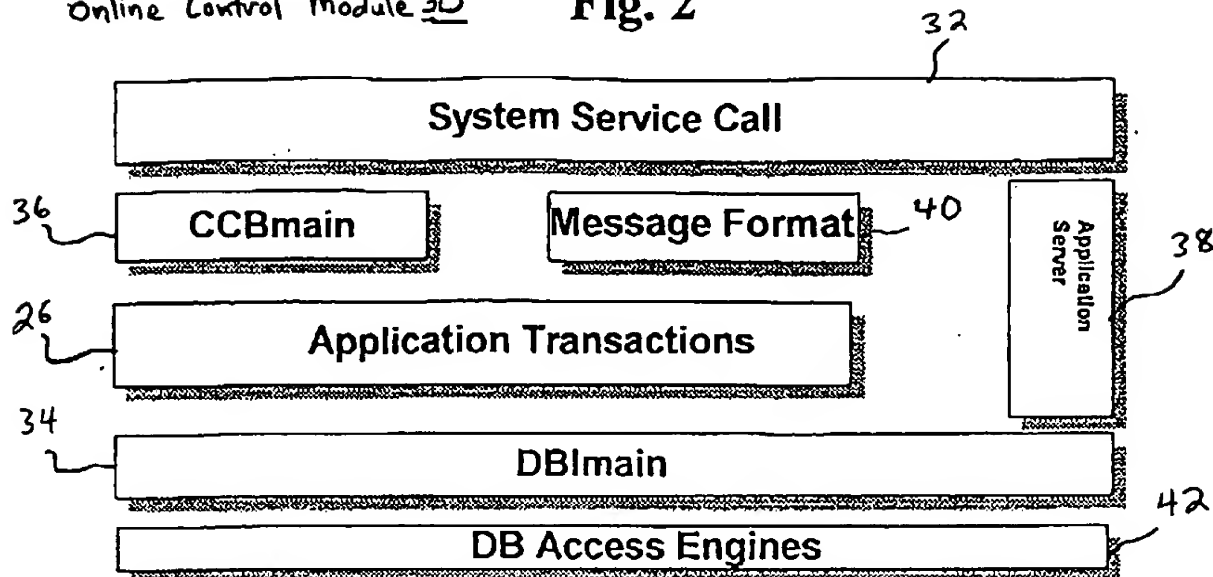 Online Control Module 30
Fig. 2
32
System Service Call
36
CCBmain
Message Format
40
Application
Server
38
26
Application Transactions
34
DBImain
42
DB Access Engines